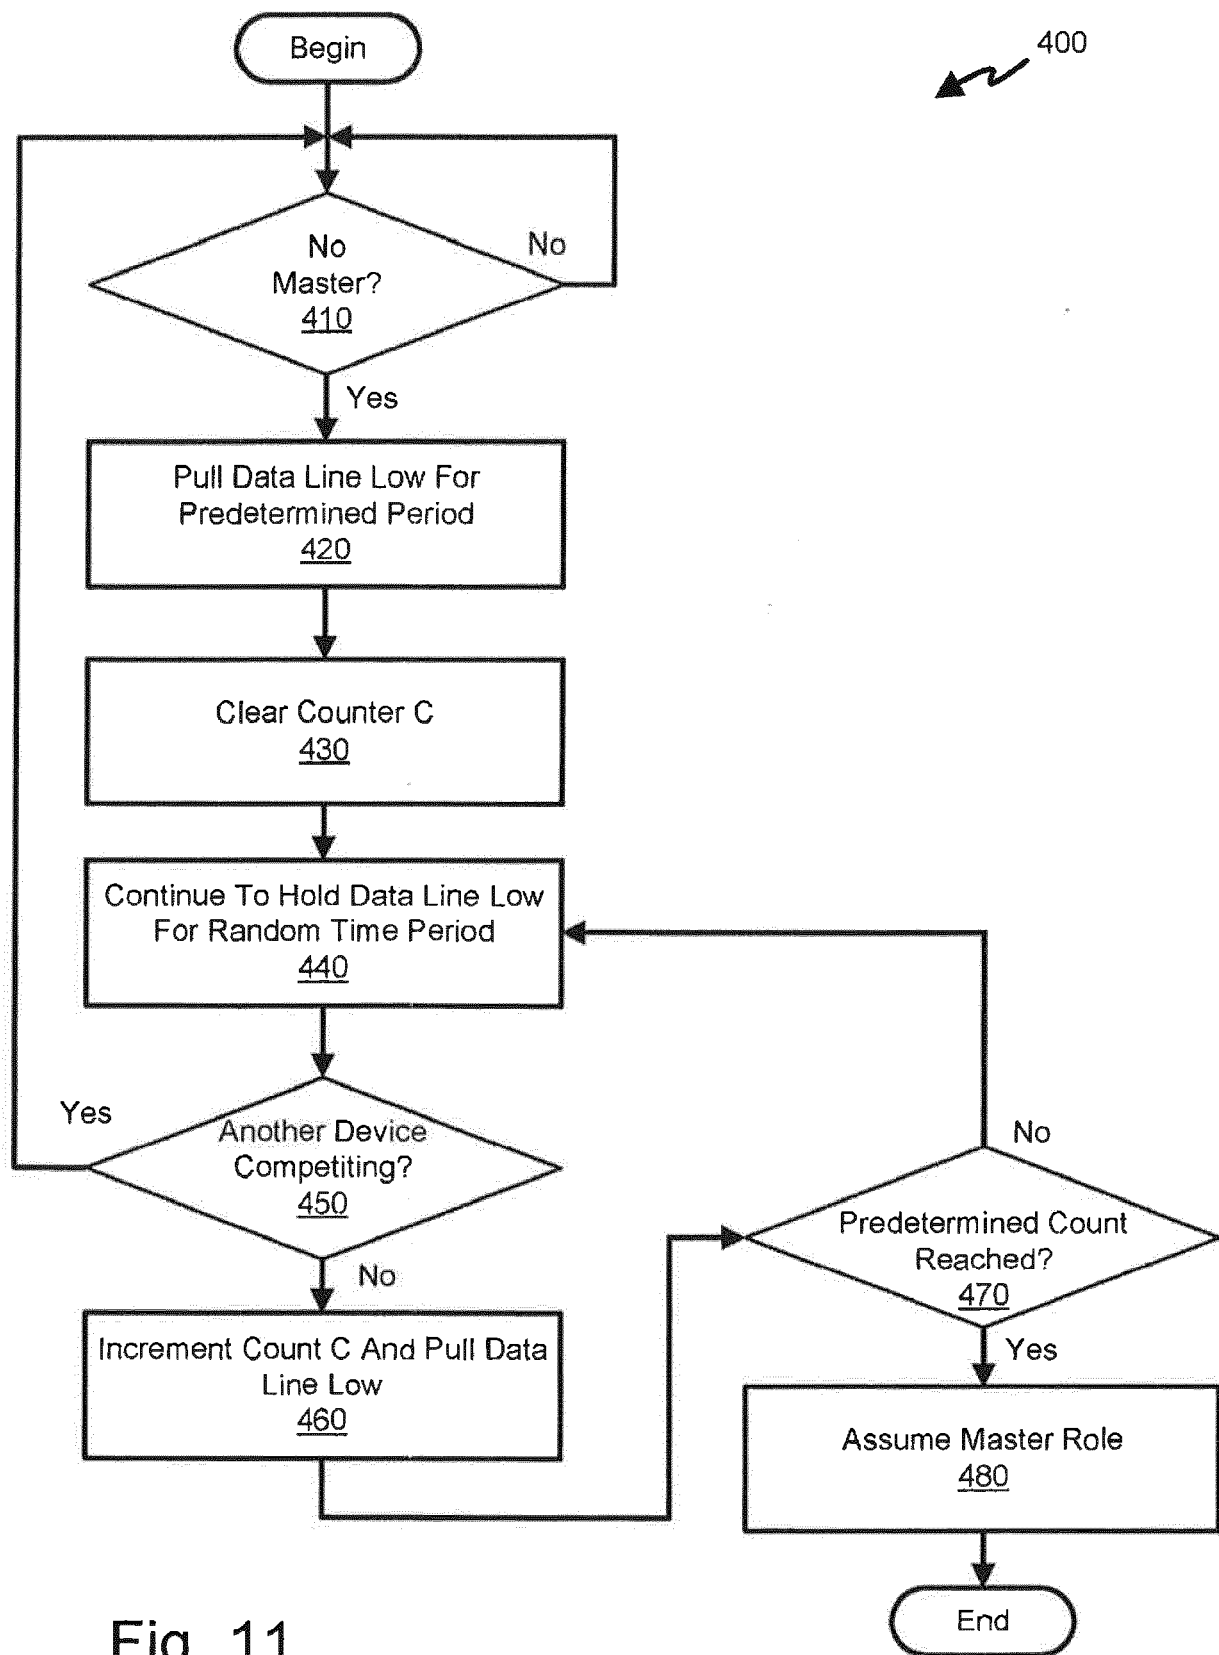 Begin
400
No
Master?
410
No
Yes
Pull Data Line Low For
Predetermined Period
420
Clear Counter C
430
Continue To Hold Data Line Low
For Random Time Period
440
Yes
Another Device
Competiting?
450
No
Increment Count C And Pull Data
Line Low
460
No
Predetermined Count
Reached?
470
Yes
Assume Master Role
480
End
Fig. 11